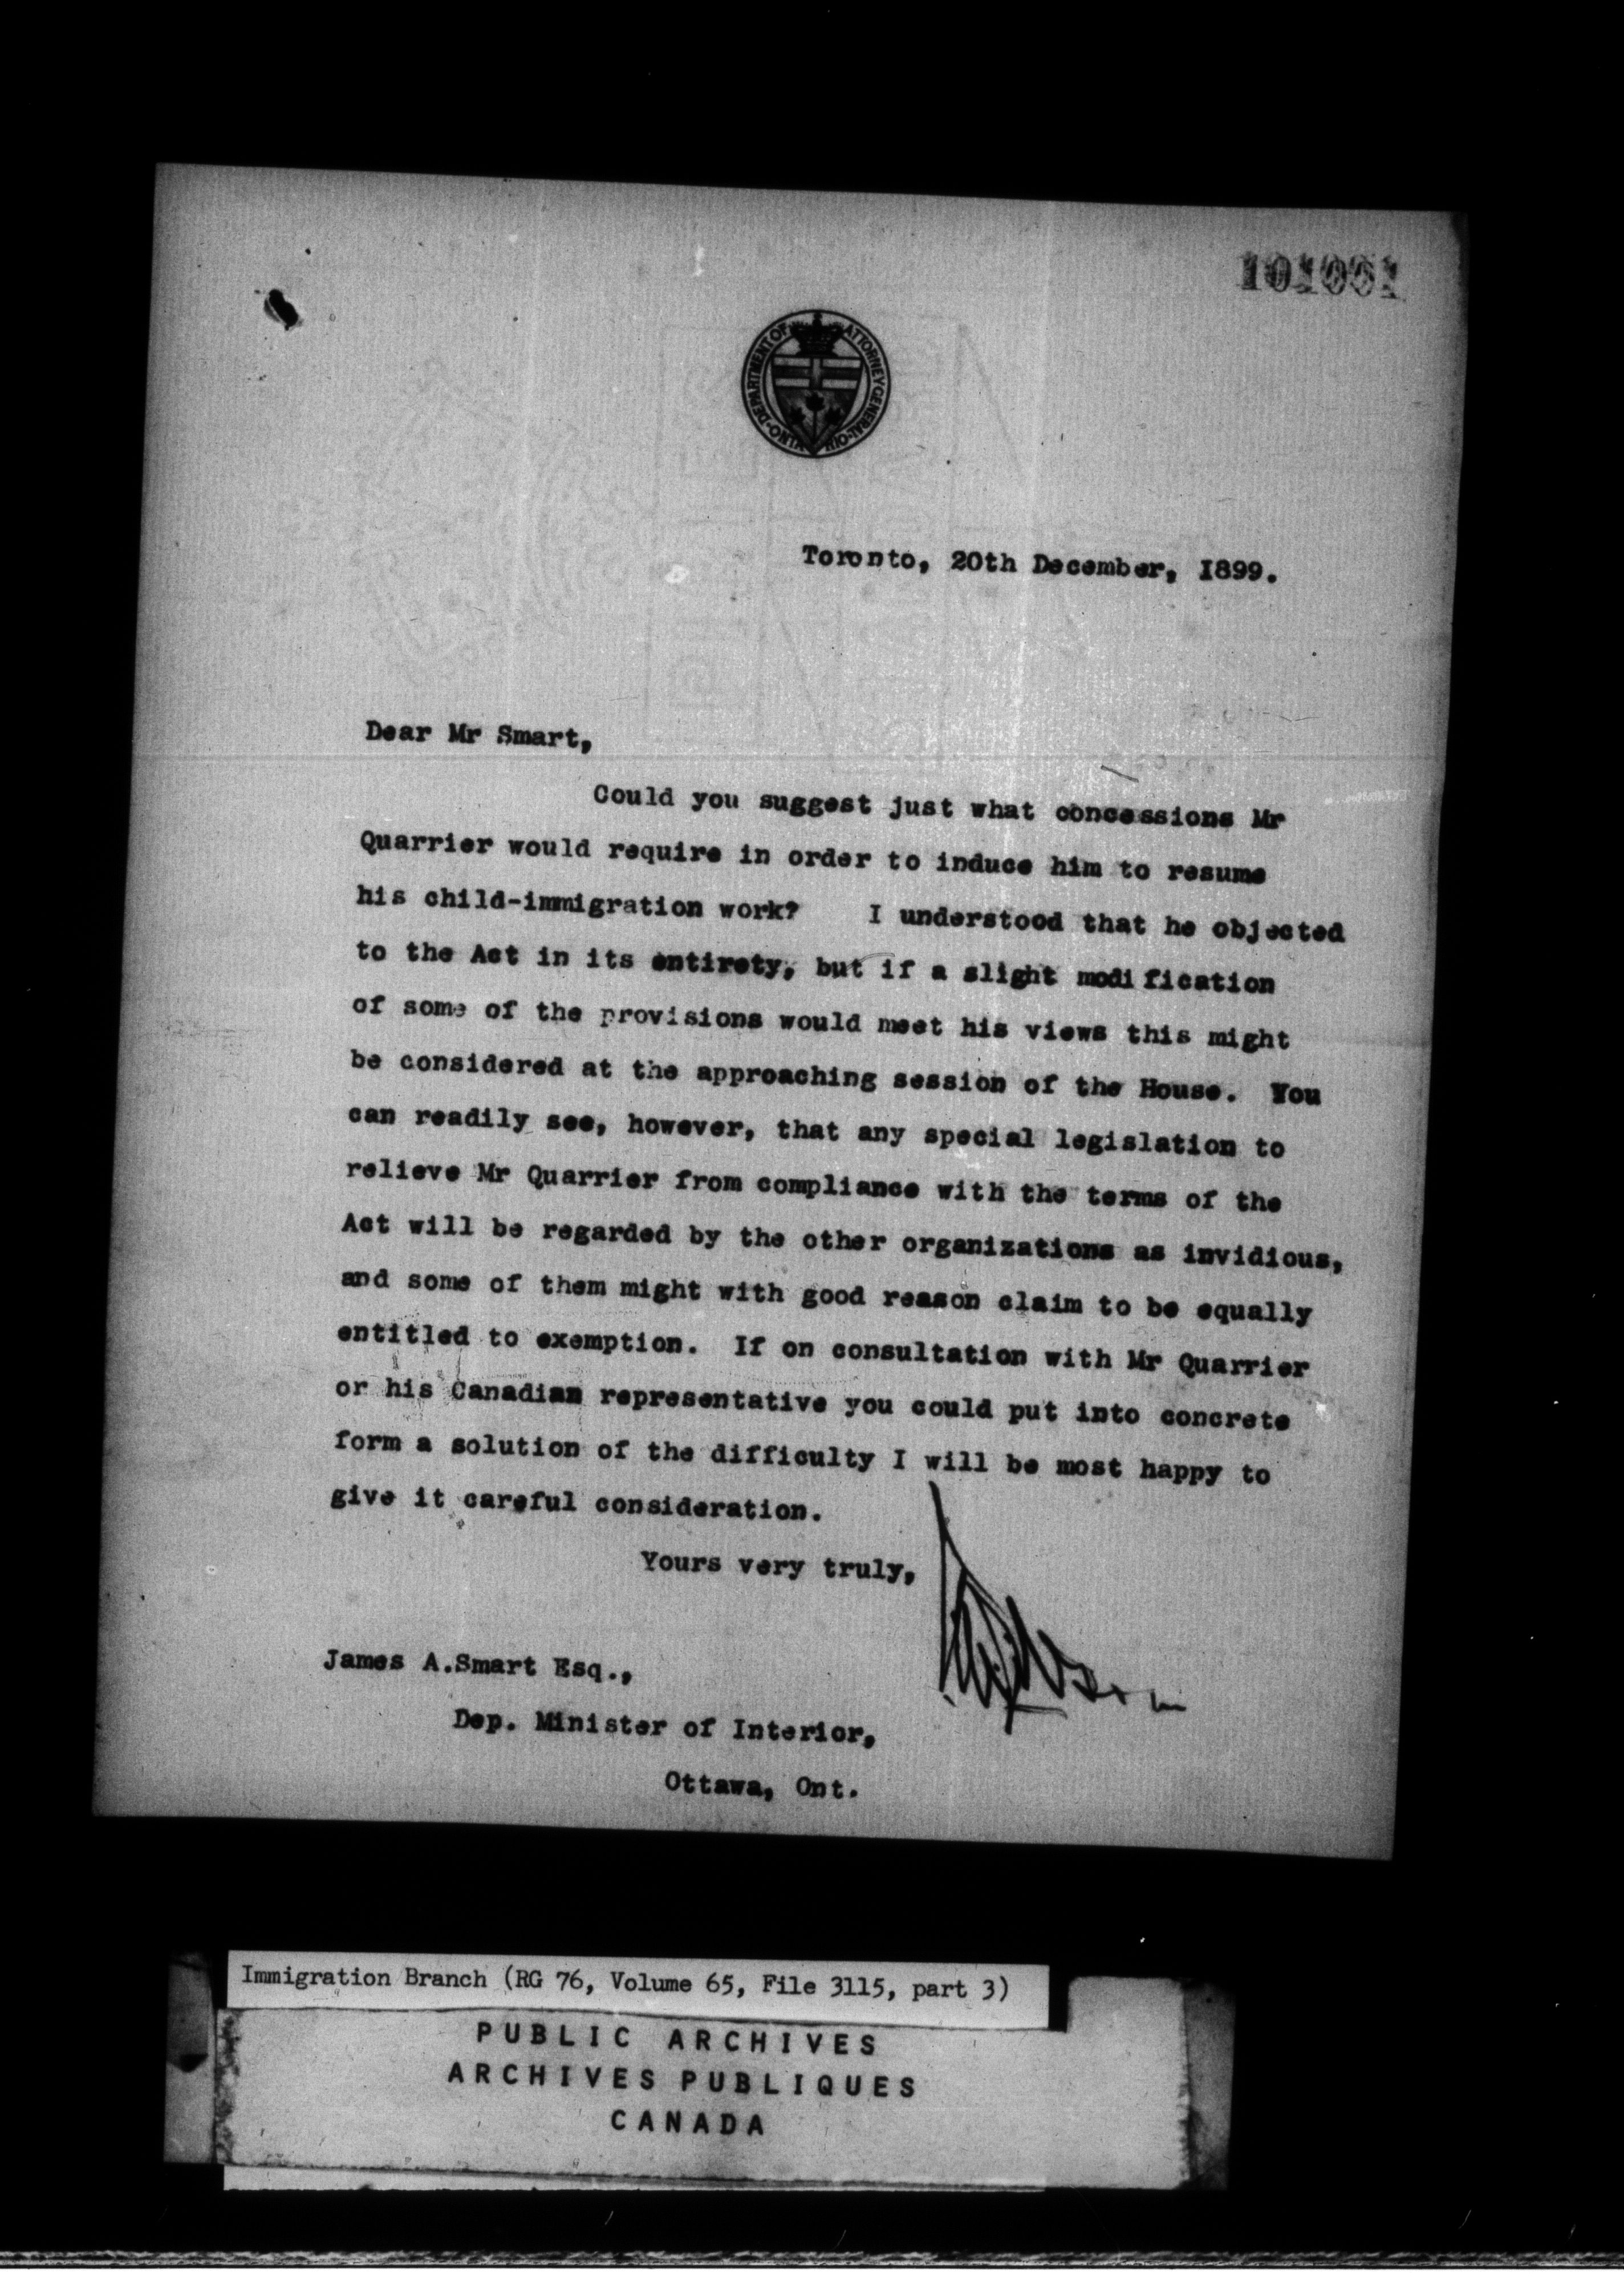 101001
DEPARTMENT OF ATTORNEY GENERAL·ONTARIO·
Toronto, 20th December, 1899.
Dear Mr Smart,
Could you suggest just what concessions Mr
Quarrier would require in order to induce him to resume
his child-immigration work? I understood that he objected
to the Act in its entirety, but if a slight modification
of some of the provisions would meet his views this might
be considered at the approaching session of the House. You
can readily see, however, that any special legislation to
relieve Mr Quarrier from compliance with the terms of the
Act will be regarded by the other organizations as invidious,
and some of them might with good reason claim to be equally
entitled to exemption. If on consultation with Mr Quarrier
or his Canadian representative you could put into concrete
form a solution of the difficulty I will be most happy to
give it careful consideration.
Yours very truly,
James A.Smart Esq.,
Dep. Minister of Interior,
Ottawa, Ont.
Immigration Branch (RG 76, Volume 65, File 3115, part 3)
PUBLIC ARCHIVES
ARCHIVES PUBLIQUES
CANADA